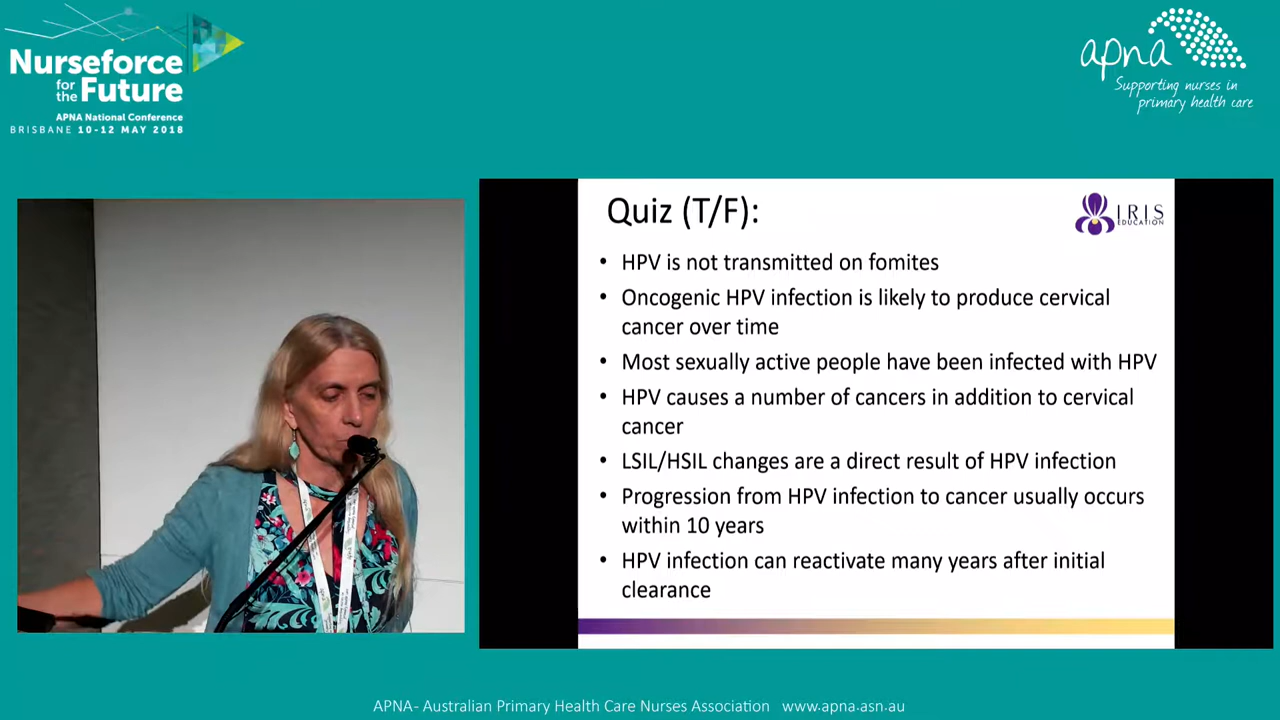 Nurseforce
for
the Future
APNA National Conference
BRISBANE 10-12 MAY 2018
apna
Supporting nurses in
primary health care
Quiz (T/F):
IRIS
EDUCATION
• HPV is not transmitted on fomites
• Oncogenic HPV infection is likely to produce cervical
cancer over time
• Most sexually active people have been infected with HPV
• HPV causes a number of cancers in addition to cervical
cancer
• LSIL/HSIL changes are a direct result of HPV infection
• Progression from HPV infection to cancer usually occurs
within 10 years
• HPV infection can reactivate many years after initial
clearance
APNA- Australian Primary Health Care Nurses Association www.apna.asn.au